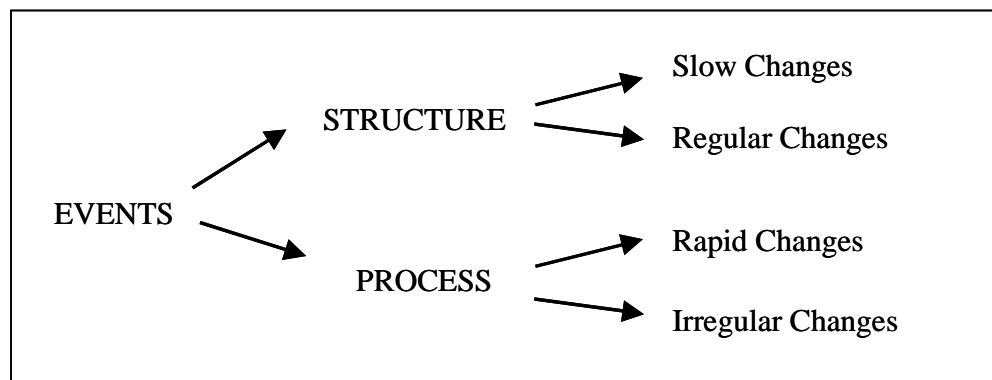 Slow Changes
STRUCTURE
Regular Changes
EVENTS
Rapid Changes
PROCESS
Irregular Changes